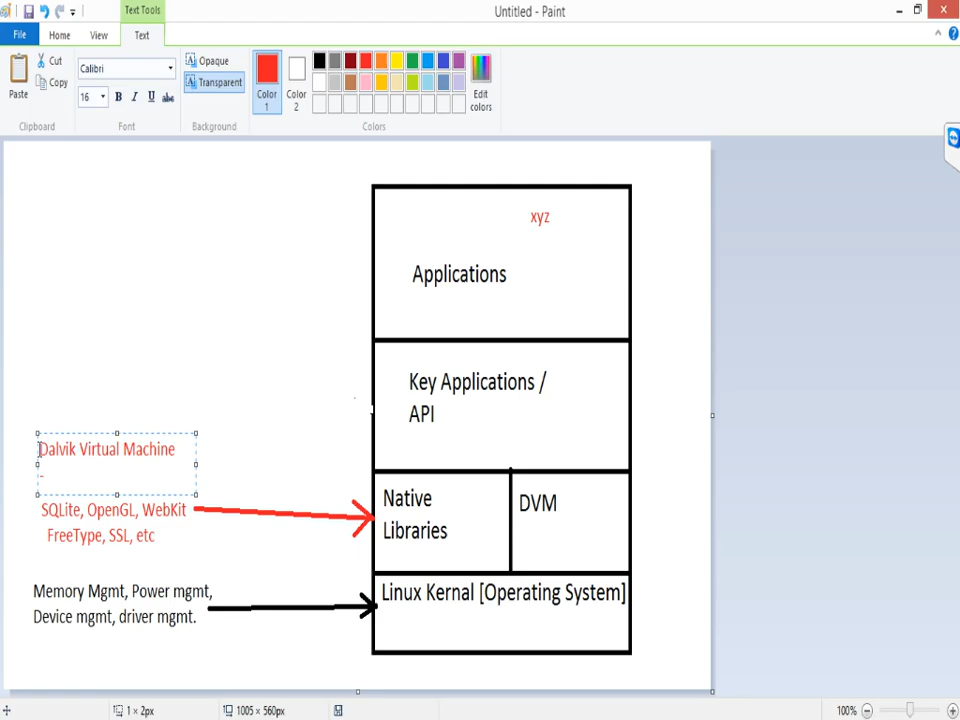 Text Tools
Untitled - Paint
File Home View Text
Paste
Cut
Copy
Clipboard
Calibri
16 B I U abc
Font
Opaque
Transparent
Background
Color 1
Color 2
Edit colors
Colors
xyz
Applications
Key Applications /
API
Dalvik Virtual Machine
-
SQLite, OpenGL, WebKit
FreeType, SSL, etc
Native
Libraries
DVM
Memory Mgmt, Power mgmt,
Device mgmt, driver mgmt.
Linux Kernal [Operating System]
1 × 2px
1005 × 560px
100%